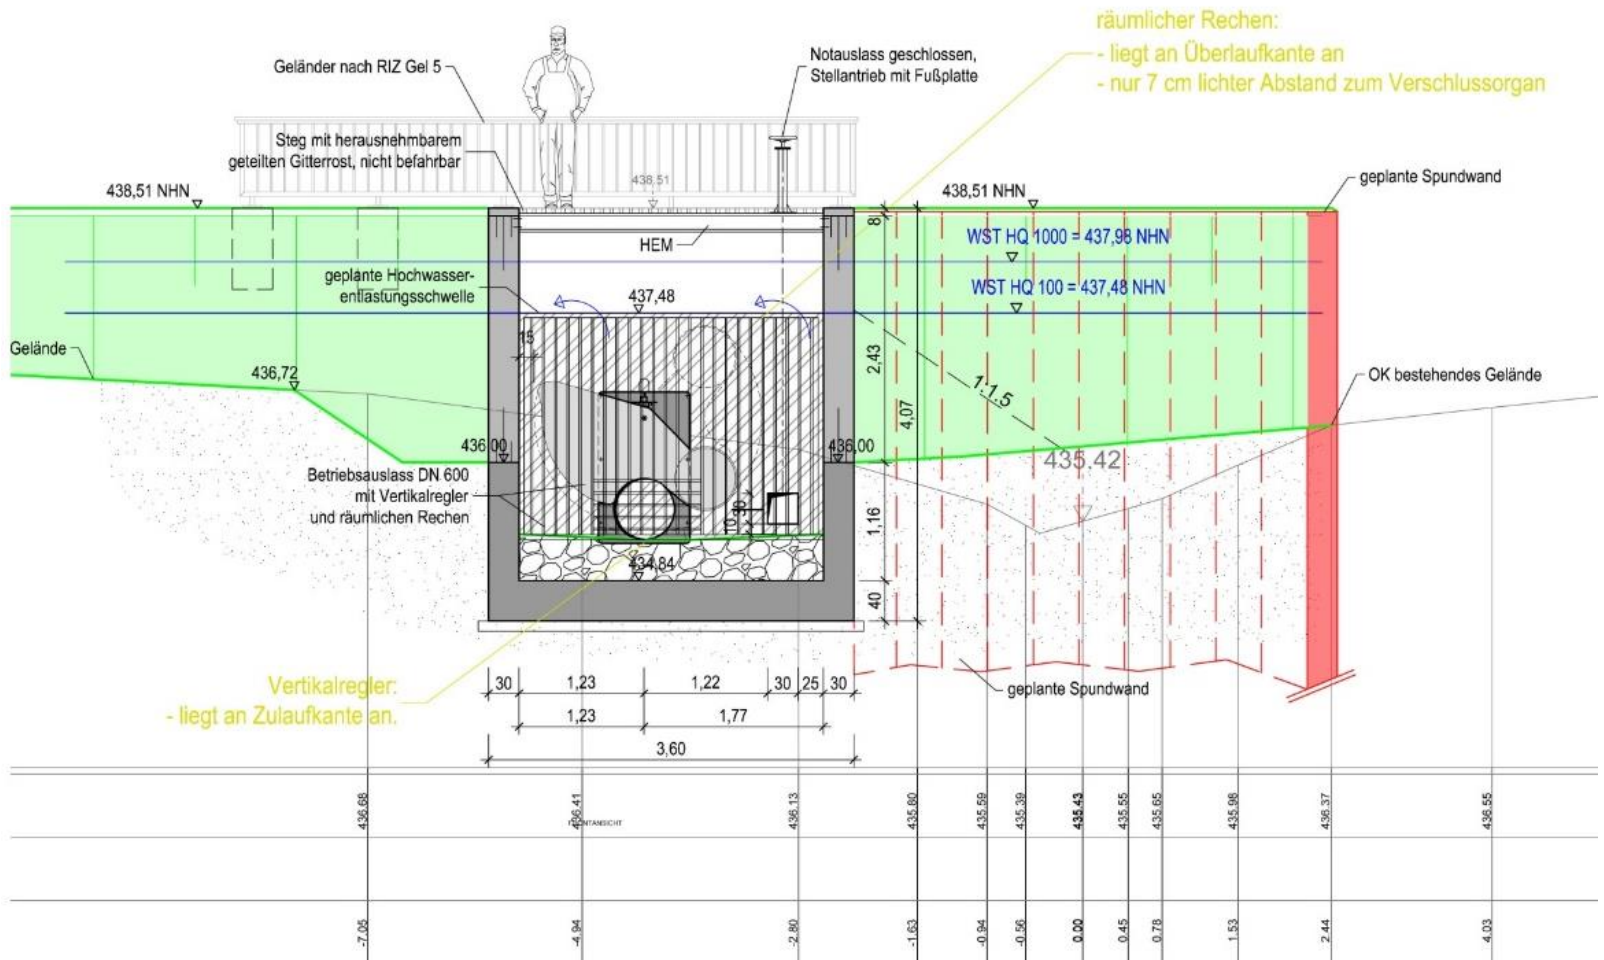 räumlicher Rechen:
- liegt an Überlaufkante an
- nur 7 cm lichter Abstand zum Verschlussorgan
Geländer nach RIZ Gel 5
Notauslass geschlossen,
Stellantrieb mit Fußplatte
Steg mit herausnehmbarem
geteilten Gitterrost, nicht befahrbar
438,51 NHN
438,51
438,51 NHN
geplante Spundwand
8
HEM
WST HQ 1000 = 437,98 NHN
geplante Hochwasser-
entlastungsschwelle
437,48
WST HQ 100 = 437,48 NHN
15
Gelände
436,72
2,43
1:1.5
OK bestehendes Gelände
4,07
436,00
436,00
435.42
Betriebsauslass DN 600
mit Vertikalregler
und räumlichen Rechen
30
10
1,16
434,84
40
Vertikalregler:
- liegt an Zulaufkante an.
30
1,23
1,22
30
25
30
geplante Spundwand
1,23
1,77
3,60
436.68
436.41
436.13
435.80
435.59
435.39
435.43
435.55
435.65
435.98
436.37
436.55
-7.05
-4.94
-2.80
-1.63
-0.94
-0.56
0.00
0.45
0.78
1.53
2.44
4.03